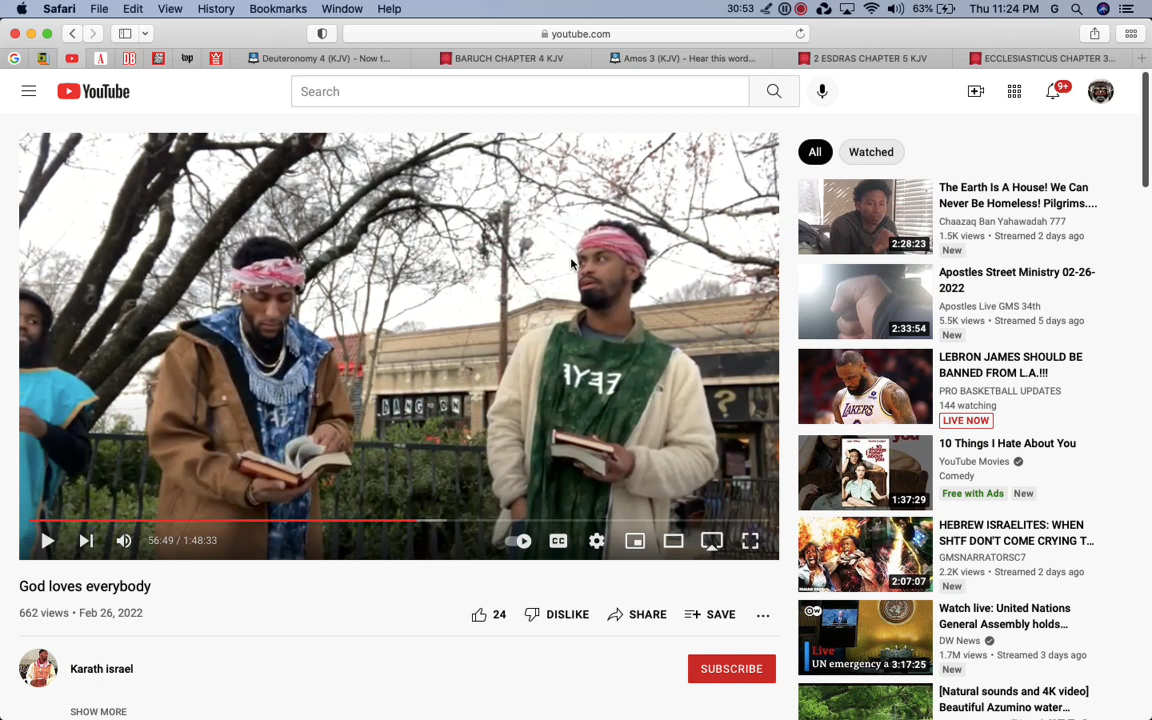 Safari File Edit View History Bookmarks Window Help 30:53 63% Thu 11:24 PM G
youtube.com
G A DB top Deuteronomy 4 (KJV) - Now t... BARUCH CHAPTER 4 KJV Amos 3 (KJV) - Hear this word... 2 ESDRAS CHAPTER 5 KJV ECCLESIASTICUS CHAPTER 3...
YouTube Search 9+
All Watched
The Earth Is A House! We Can
Never Be Homeless! Pilgrims....
Chaazaq Ban Yahawadah 777
1.5K views • Streamed 2 days ago
2:28:23
New
Apostles Street Ministry 02-26-
2022
Apostles Live GMS 34th
5.5K views • Streamed 5 days ago
2:33:54
New
LEBRON JAMES SHOULD BE
BANNED FROM L.A.!!!
PRO BASKETBALL UPDATES
144 watching
LIVE NOW
LAKERS
10 Things I Hate About You
YouTube Movies
Comedy
Free with Ads New
1:37:29
HEBREW ISRAELITES: WHEN
SHTF DON'T COME CRYING T...
GMSNARRATORSC7
2.2K views • Streamed 2 days ago
2:07:07
New
Watch live: United Nations
General Assembly holds...
DW News
1.7M views • Streamed 3 days ago
Live
UN emergency a 3:17:25
New
[Natural sounds and 4K video]
Beautiful Azumino water...
?
56:49 / 1:48:33
CC
God loves everybody
662 views • Feb 26, 2022
24 DISLIKE SHARE SAVE
Karath israel
SUBSCRIBE
SHOW MORE